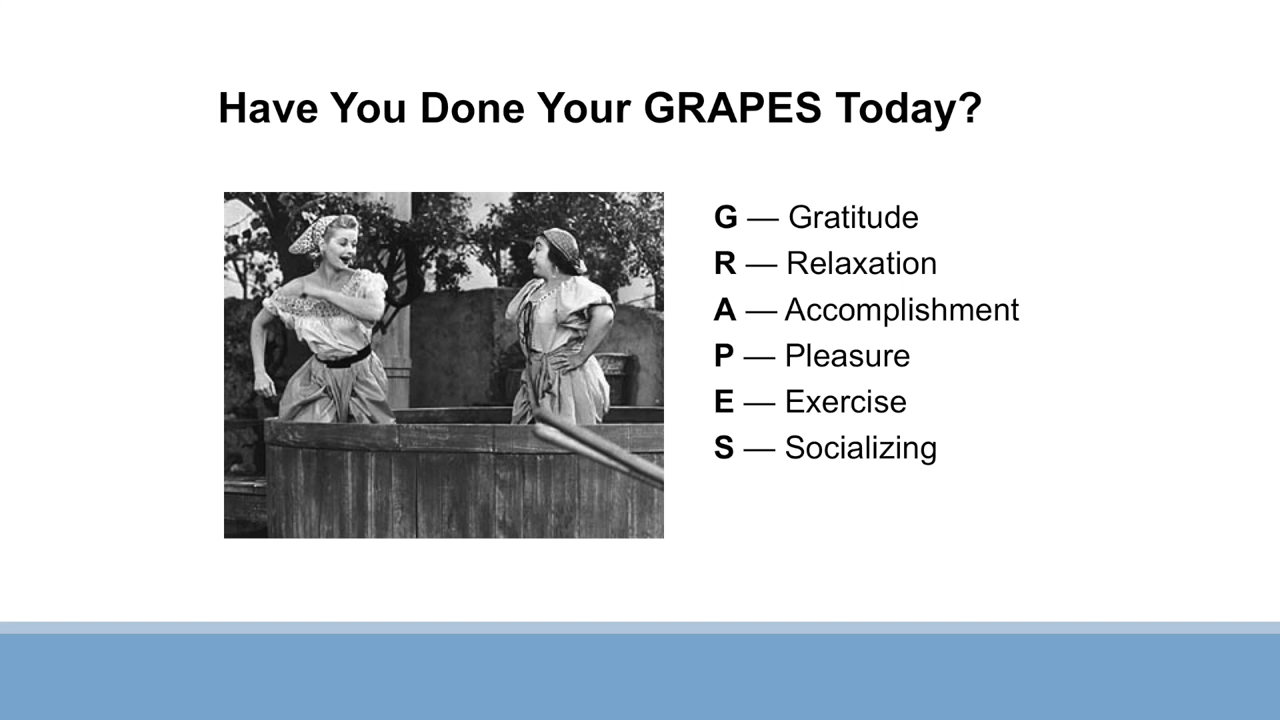 Have You Done Your GRAPES Today?
G — Gratitude
R — Relaxation
A — Accomplishment
P — Pleasure
E — Exercise
S — Socializing